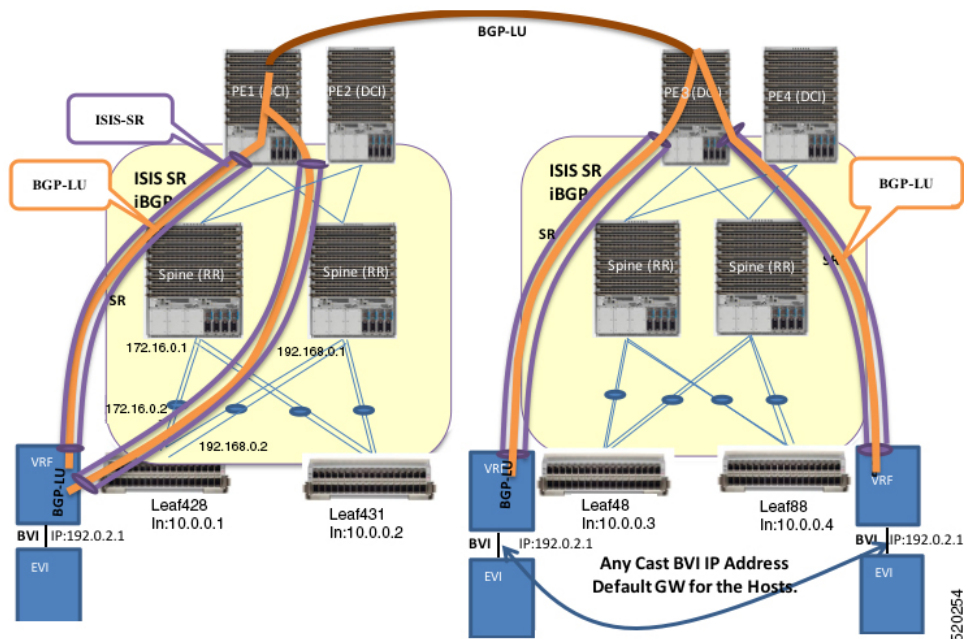 BGP-LU
PE1 (DCI)
PE2 (DCI)
PE3 (DCI)
PE4 (DCI)
ISIS-SR
BGP-LU
ISIS SR
iBGP
ISIS SR
iBGP
BGP-LU
SR
SR
SR
Spine (RR)
Spine (RR)
Spine (RR)
Spine (RR)
172.16.0.1
192.168.0.1
172.16.0.2
192.168.0.2
VRF
BGP-LU
VRF
BGP-LU
VRF
Leaf428
In:10.0.0.1
Leaf431
In:10.0.0.2
Leaf48
In:10.0.0.3
Leaf88
In:10.0.0.4
BVI
IP:192.0.2.1
BVI
IP:192.0.2.1
BVI
IP:192.0.2.1
Any Cast BVI IP Address
Default GW for the Hosts.
EVI
EVI
EVI
520254